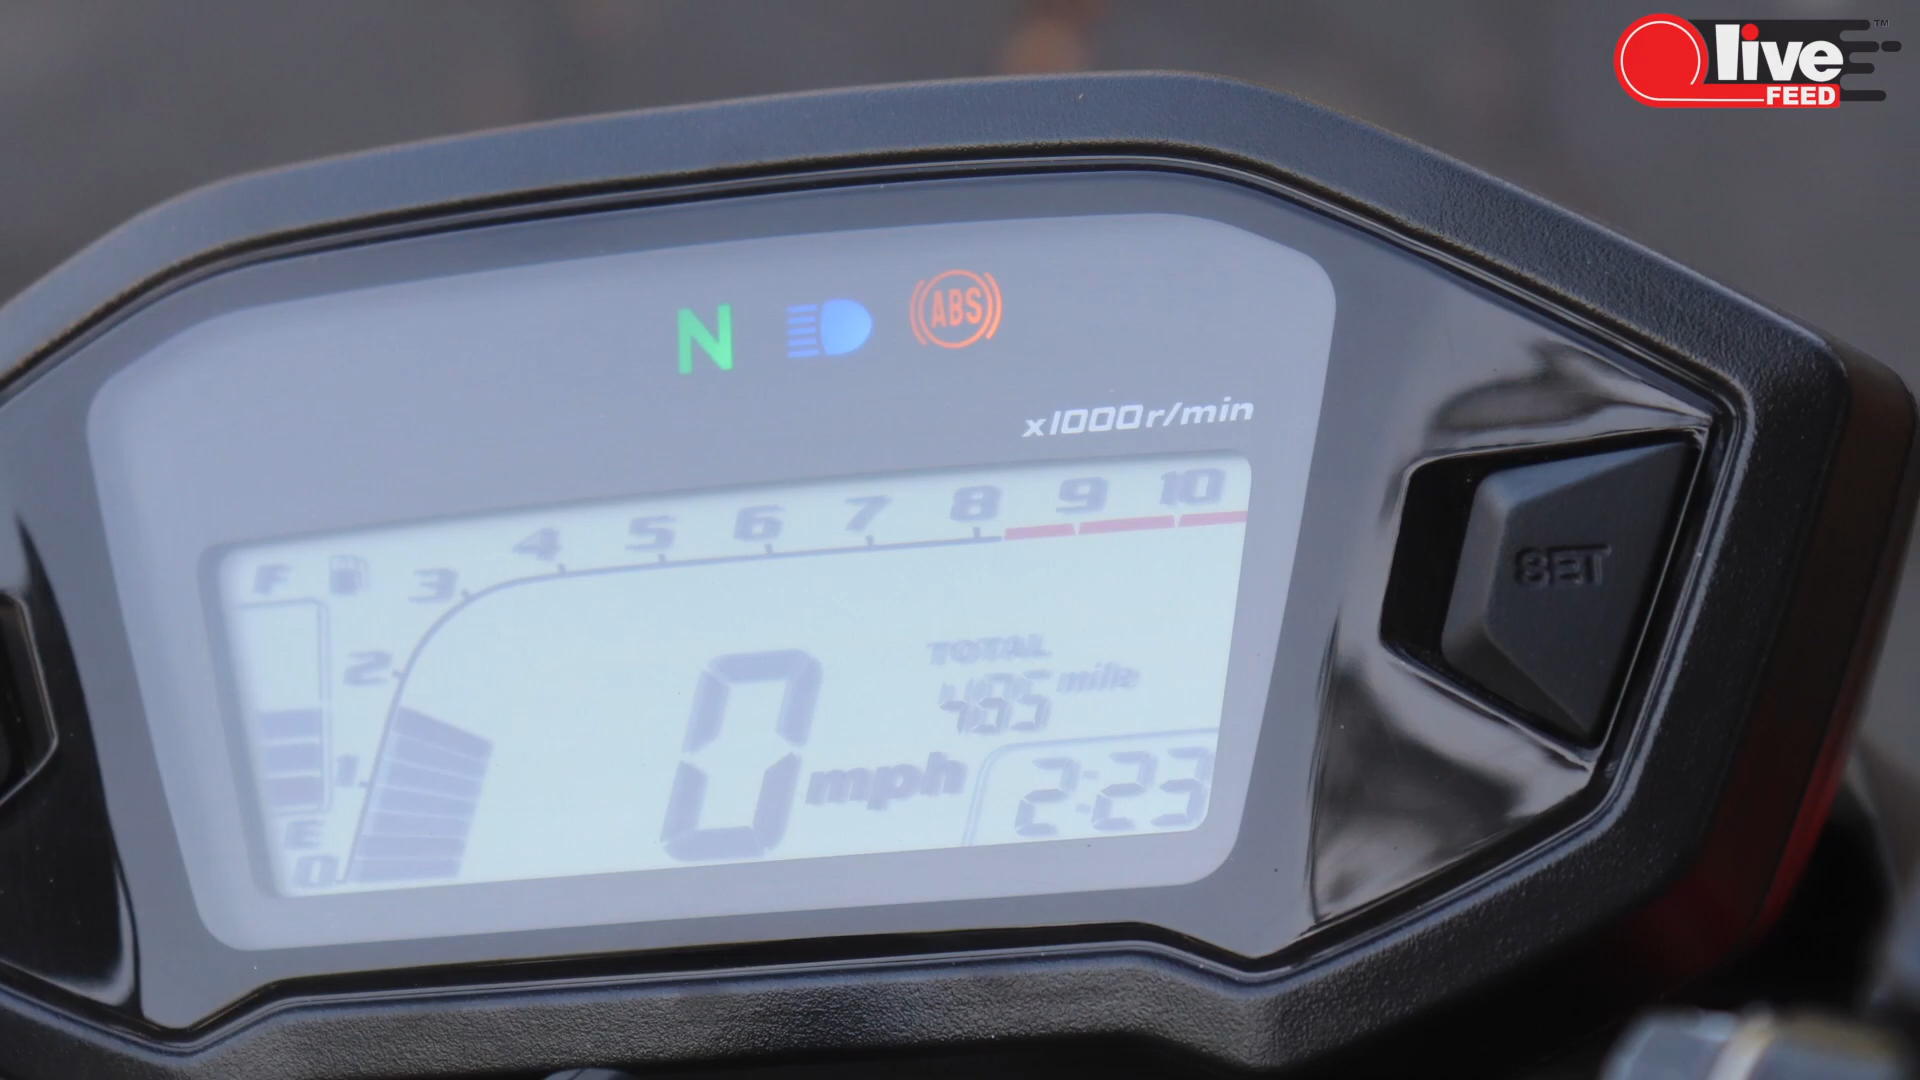 live
TM
FEED
N
ABS
x1000r/min
4 5 6 7 8 9 10
F
3
SET
2
TOTAL
mile
1
0 mph
2:23
E
0